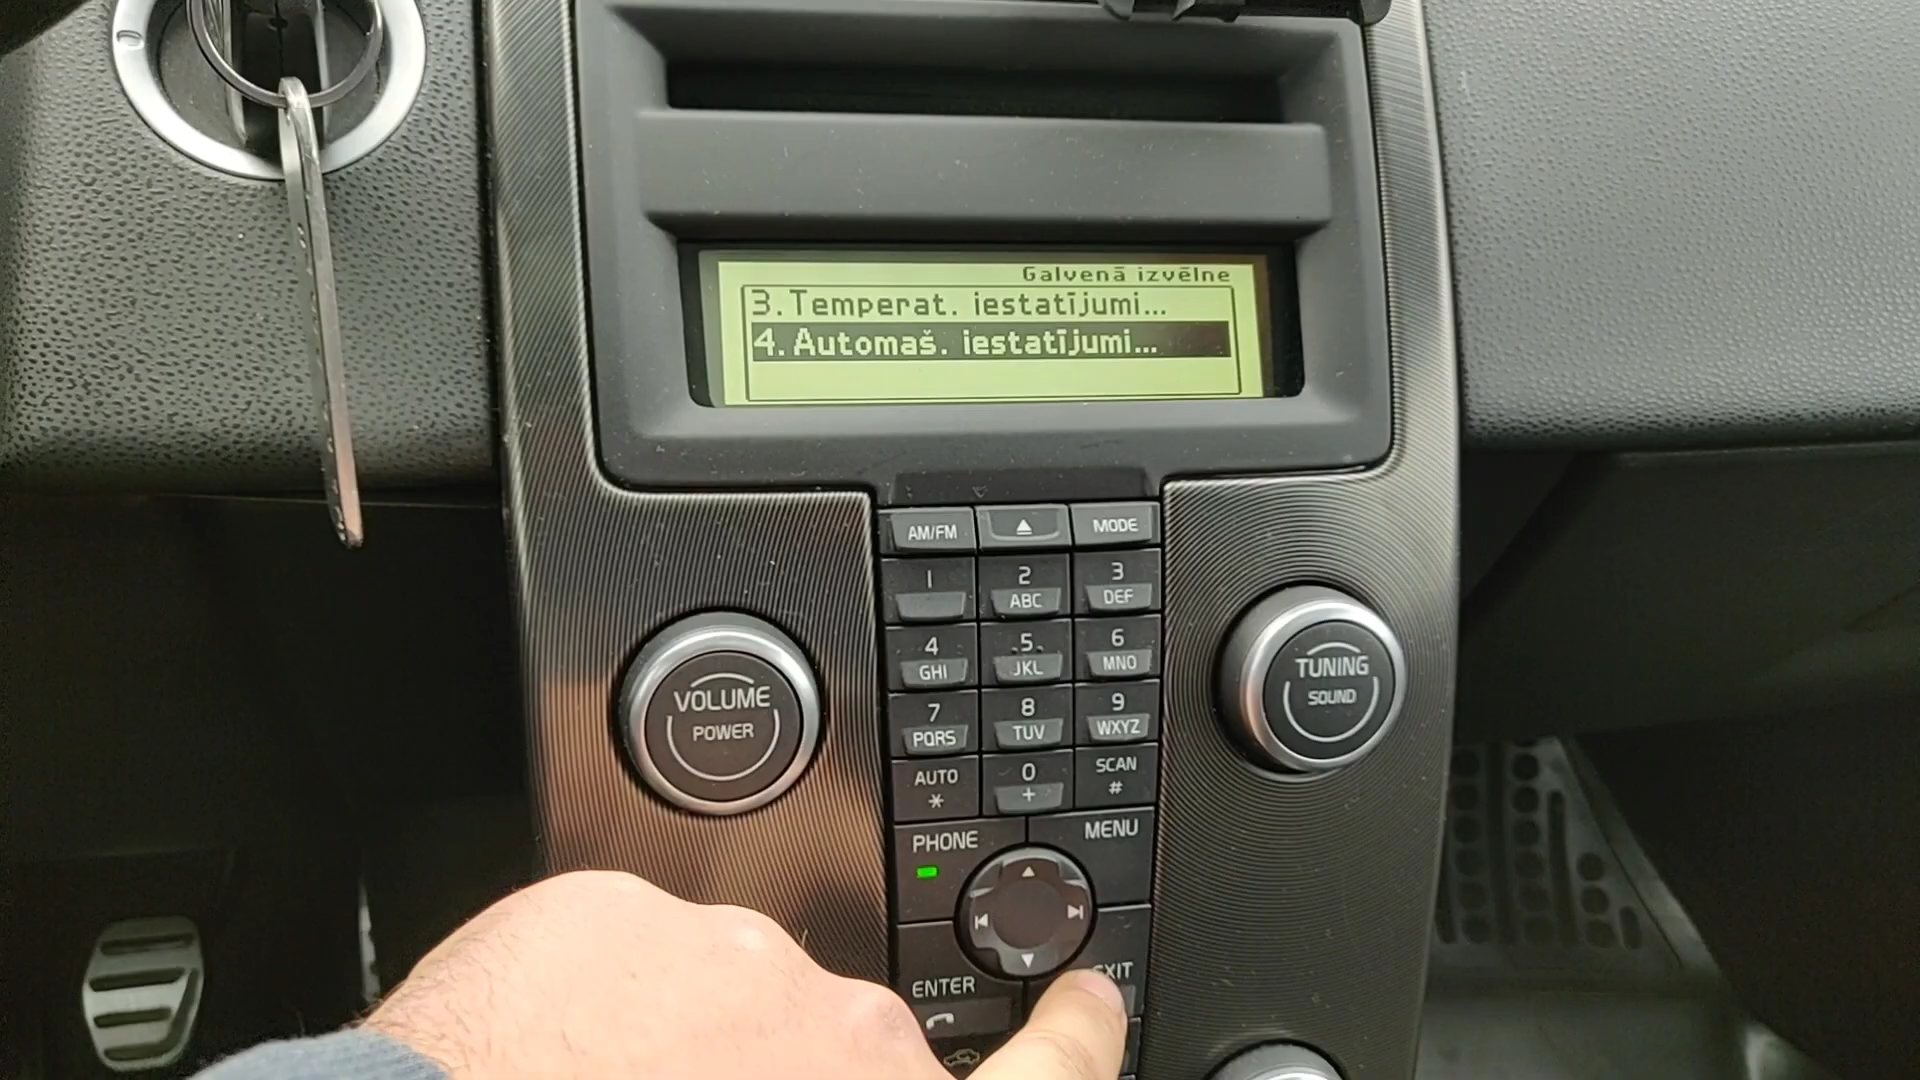 Galvenā izvēlne
3. Temperat. iestatījumi...
4. Automaš. iestatījumi...
AM/FM
MODE
1
2
ABC
3
DEF
4
GHI
5
JKL
6
MNO
7
PQRS
8
TUV
9
WXYZ
AUTO
*
0
+
SCAN
#
VOLUME
POWER
TUNING
SOUND
PHONE
MENU
ENTER
EXIT